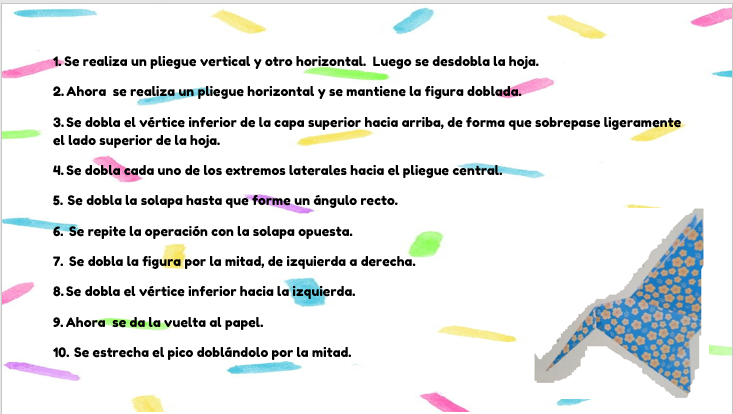 1. Se realiza un pliegue vertical y otro horizontal. Luego se desdobla la hoja.
2. Ahora se realiza un pliegue horizontal y se mantiene la figura doblada.
3. Se dobla el vértice inferior de la capa superior hacia arriba, de forma que sobrepase ligeramente
el lado superior de la hoja.
4. Se dobla cada uno de los extremos laterales hacia el pliegue central.
5. Se dobla la solapa hasta que forme un ángulo recto.
6. Se repite la operación con la solapa opuesta.
7. Se dobla la figura por la mitad, de izquierda a derecha.
8. Se dobla el vértice inferior hacia la izquierda.
9. Ahora se da la vuelta al papel.
10. Se estrecha el pico doblándolo por la mitad.